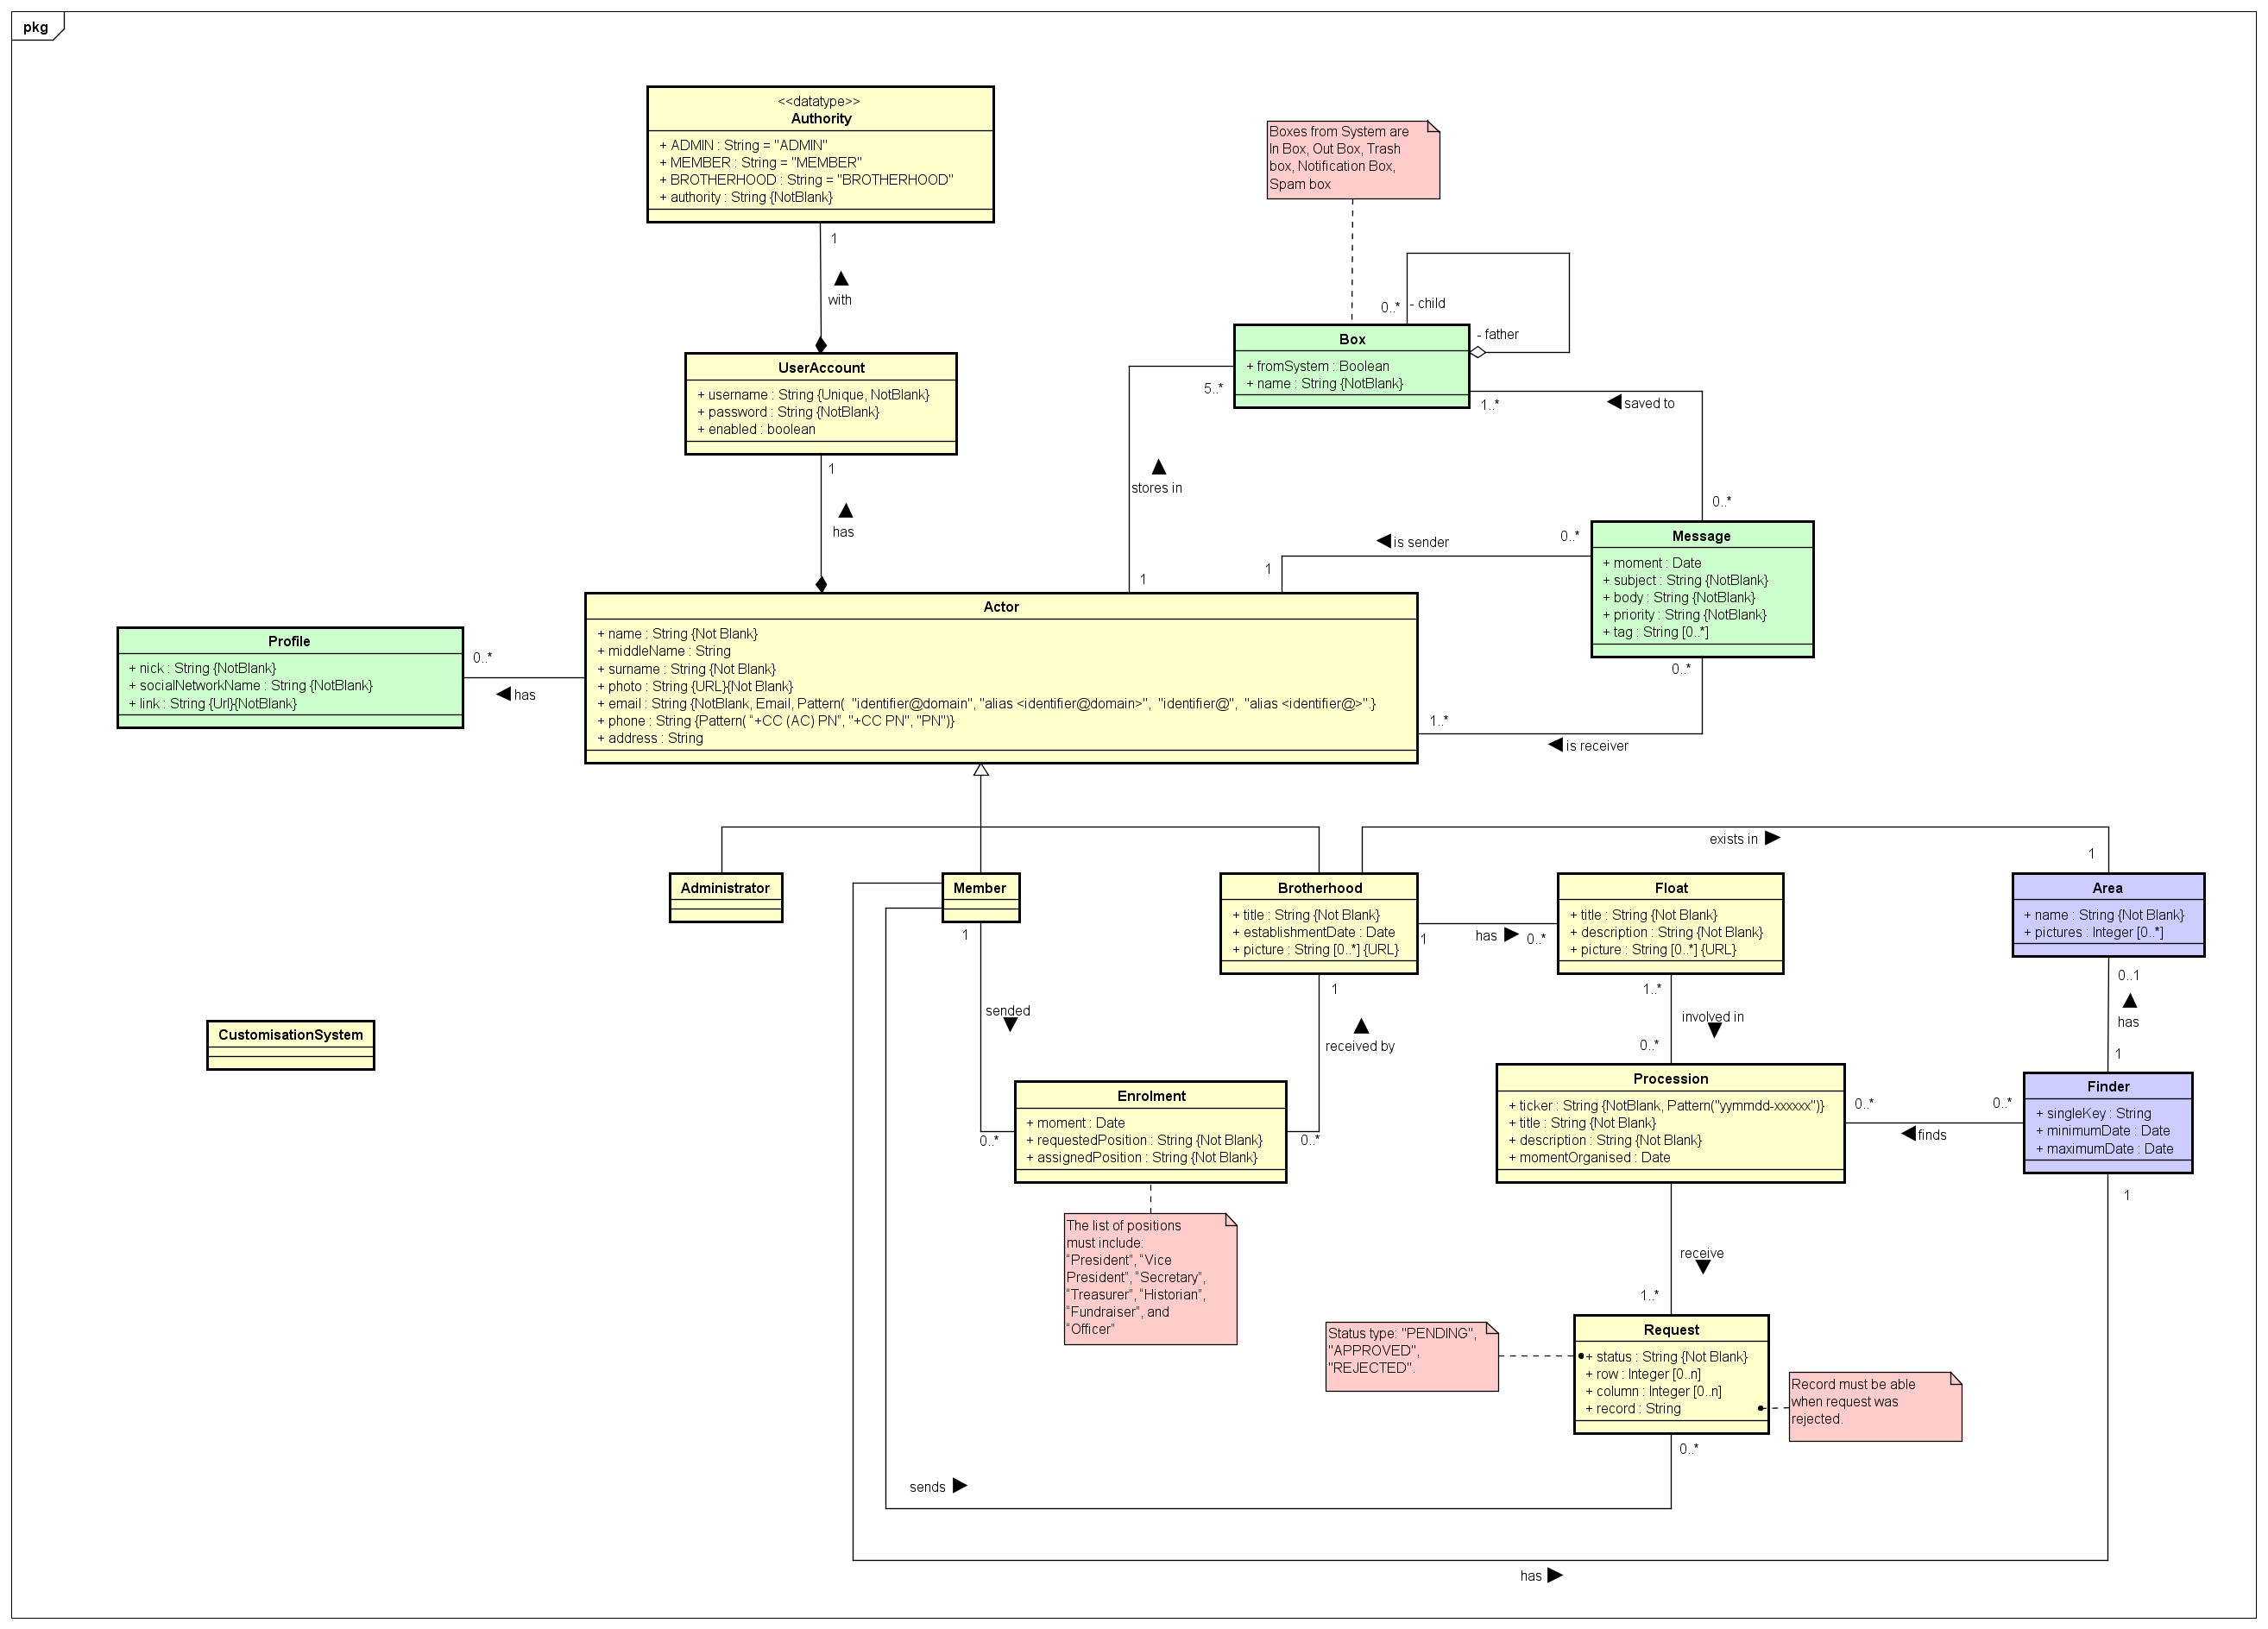 pkg
<<datatype>>
Authority
+ ADMIN : String = "ADMIN"
+ MEMBER : String = "MEMBER"
+ BROTHERHOOD : String = "BROTHERHOOD"
+ authority : String {NotBlank}
1
with
Boxes from System are
In Box, Out Box, Trash
box, Notification Box,
Spam box
0..*
- child
- father
Box
+ fromSystem : Boolean
+ name : String {NotBlank}
5..*
1..*
saved to
UserAccount
+ username : String {Unique, NotBlank}
+ password : String {NotBlank}
+ enabled : boolean
1
has
stores in
1
0..*
0..*
is sender
1
Message
+ moment : Date
+ subject : String {NotBlank}
+ body : String {NotBlank}
+ priority : String {NotBlank}
+ tag : String [0..*]
0..*
1..*
is receiver
Profile
+ nick : String {NotBlank}
+ socialNetworkName : String {NotBlank}
+ link : String {Url}{NotBlank}
0..*
has
Actor
+ name : String {Not Blank}
+ middleName : String
+ surname : String {Not Blank}
+ photo : String {URL}{Not Blank}
+ email : String {NotBlank, Email, Pattern(  "identifier@domain", "alias <identifier@domain>",  "identifier@",  "alias <identifier@>".}
+ phone : String {Pattern( “+CC (AC) PN”, "+CC PN", "PN")}
+ address : String
exists in
1
Administrator
Member
1
Brotherhood
+ title : String {Not Blank}
+ establishmentDate : Date
+ picture : String [0..*] {URL}
1
has
0..*
1
Float
+ title : String {Not Blank}
+ description : String {Not Blank}
+ picture : String [0..*] {URL}
1..*
Area
+ name : String {Not Blank}
+ pictures : Integer [0..*]
0..1
has
1
sended
received by
involved in
0..*
CustomisationSystem
Enrolment
+ moment : Date
+ requestedPosition : String {Not Blank}
+ assignedPosition : String {Not Blank}
0..*
0..*
Procession
+ ticker : String {NotBlank, Pattern("yymmdd-xxxxxx")}
+ title : String {Not Blank}
+ description : String {Not Blank}
+ momentOrganised : Date
0..*
0..*
finds
Finder
+ singleKey : String
+ minimumDate : Date
+ maximumDate : Date
1
The list of positions
must include:
“President”, “Vice
President”, “Secretary”,
“Treasurer”, “Historian”,
“Fundraiser”, and
“Officer”
receive
1..*
Status type: "PENDING",
"APPROVED",
"REJECTED".
Request
+ status : String {Not Blank}
+ row : Integer [0..n]
+ column : Integer [0..n]
+ record : String
0..*
Record must be able
when request was
rejected.
sends
has